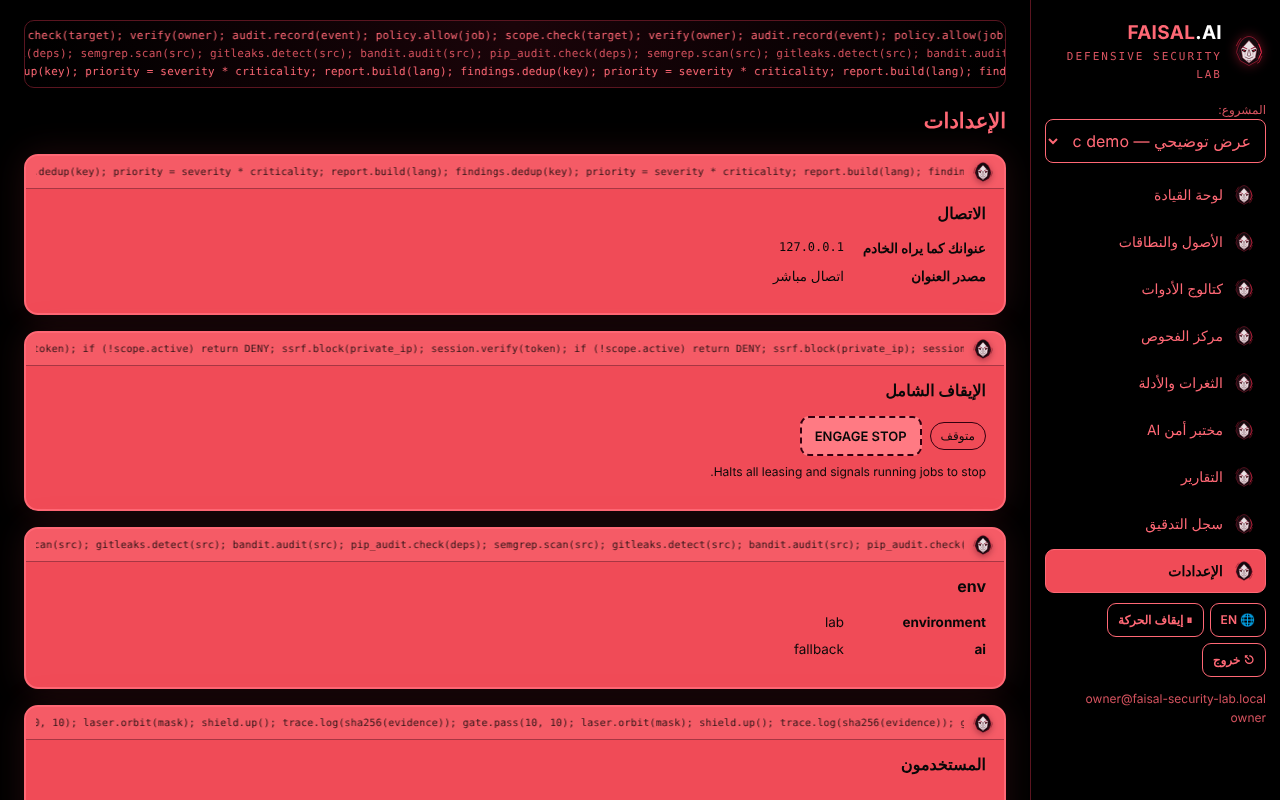 FAISAL.AI
DEFENSIVE SECURITY
LAB
المشروع:
عرض توضيحي — c demo
لوحة القيادة
الأصول والنطاقات
كتالوج الأدوات
مركز الفحوص
الثغرات والأدلة
مختبر أمن AI
التقارير
سجل التدقيق
الإعدادات
EN
إيقاف الحركة
خروج
owner@faisal-security-lab.local
owner
check(target); verify(owner); audit.record(event); policy.allow(job); scope.check(target); verify(owner); audit.record(event); policy.allow(job
(deps); semgrep.scan(src); gitleaks.detect(src); bandit.audit(src); pip_audit.check(deps); semgrep.scan(src); gitleaks.detect(src); bandit.audit
up(key); priority = severity * criticality; report.build(lang); findings.dedup(key); priority = severity * criticality; report.build(lang); find
الإعدادات
.dedup(key); priority = severity * criticality; report.build(lang); findings.dedup(key); priority = severity * criticality; report.build(lang); findin
الاتصال
عنوانك كما يراه الخادم 127.0.0.1
مصدر العنوان اتصال مباشر
token); if (!scope.active) return DENY; ssrf.block(private_ip); session.verify(token); if (!scope.active) return DENY; ssrf.block(private_ip); session
الإيقاف الشامل
متوقف ENGAGE STOP
.Halts all leasing and signals running jobs to stop
can(src); gitleaks.detect(src); bandit.audit(src); pip_audit.check(deps); semgrep.scan(src); gitleaks.detect(src); bandit.audit(src); pip_audit.check(
env
environment lab
ai fallback
, 10); laser.orbit(mask); shield.up(); trace.log(sha256(evidence)); gate.pass(10, 10); laser.orbit(mask); shield.up(); trace.log(sha256(evidence)); g
المستخدمون